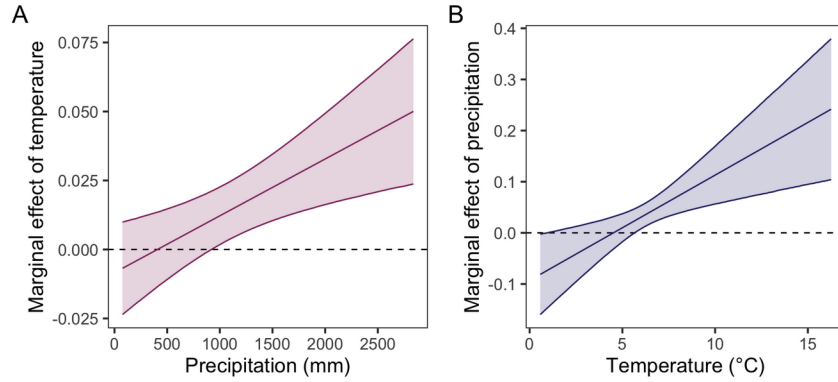 A
Marginal effect of temperature
0.075
0.050
0.025
0.000
-0.025
0 500 1000 1500 2000 2500
Precipitation (mm)
B
Marginal effect of precipitation
0.4
0.3
0.2
0.1
0.0
-0.1
0 5 10 15
Temperature (°C)